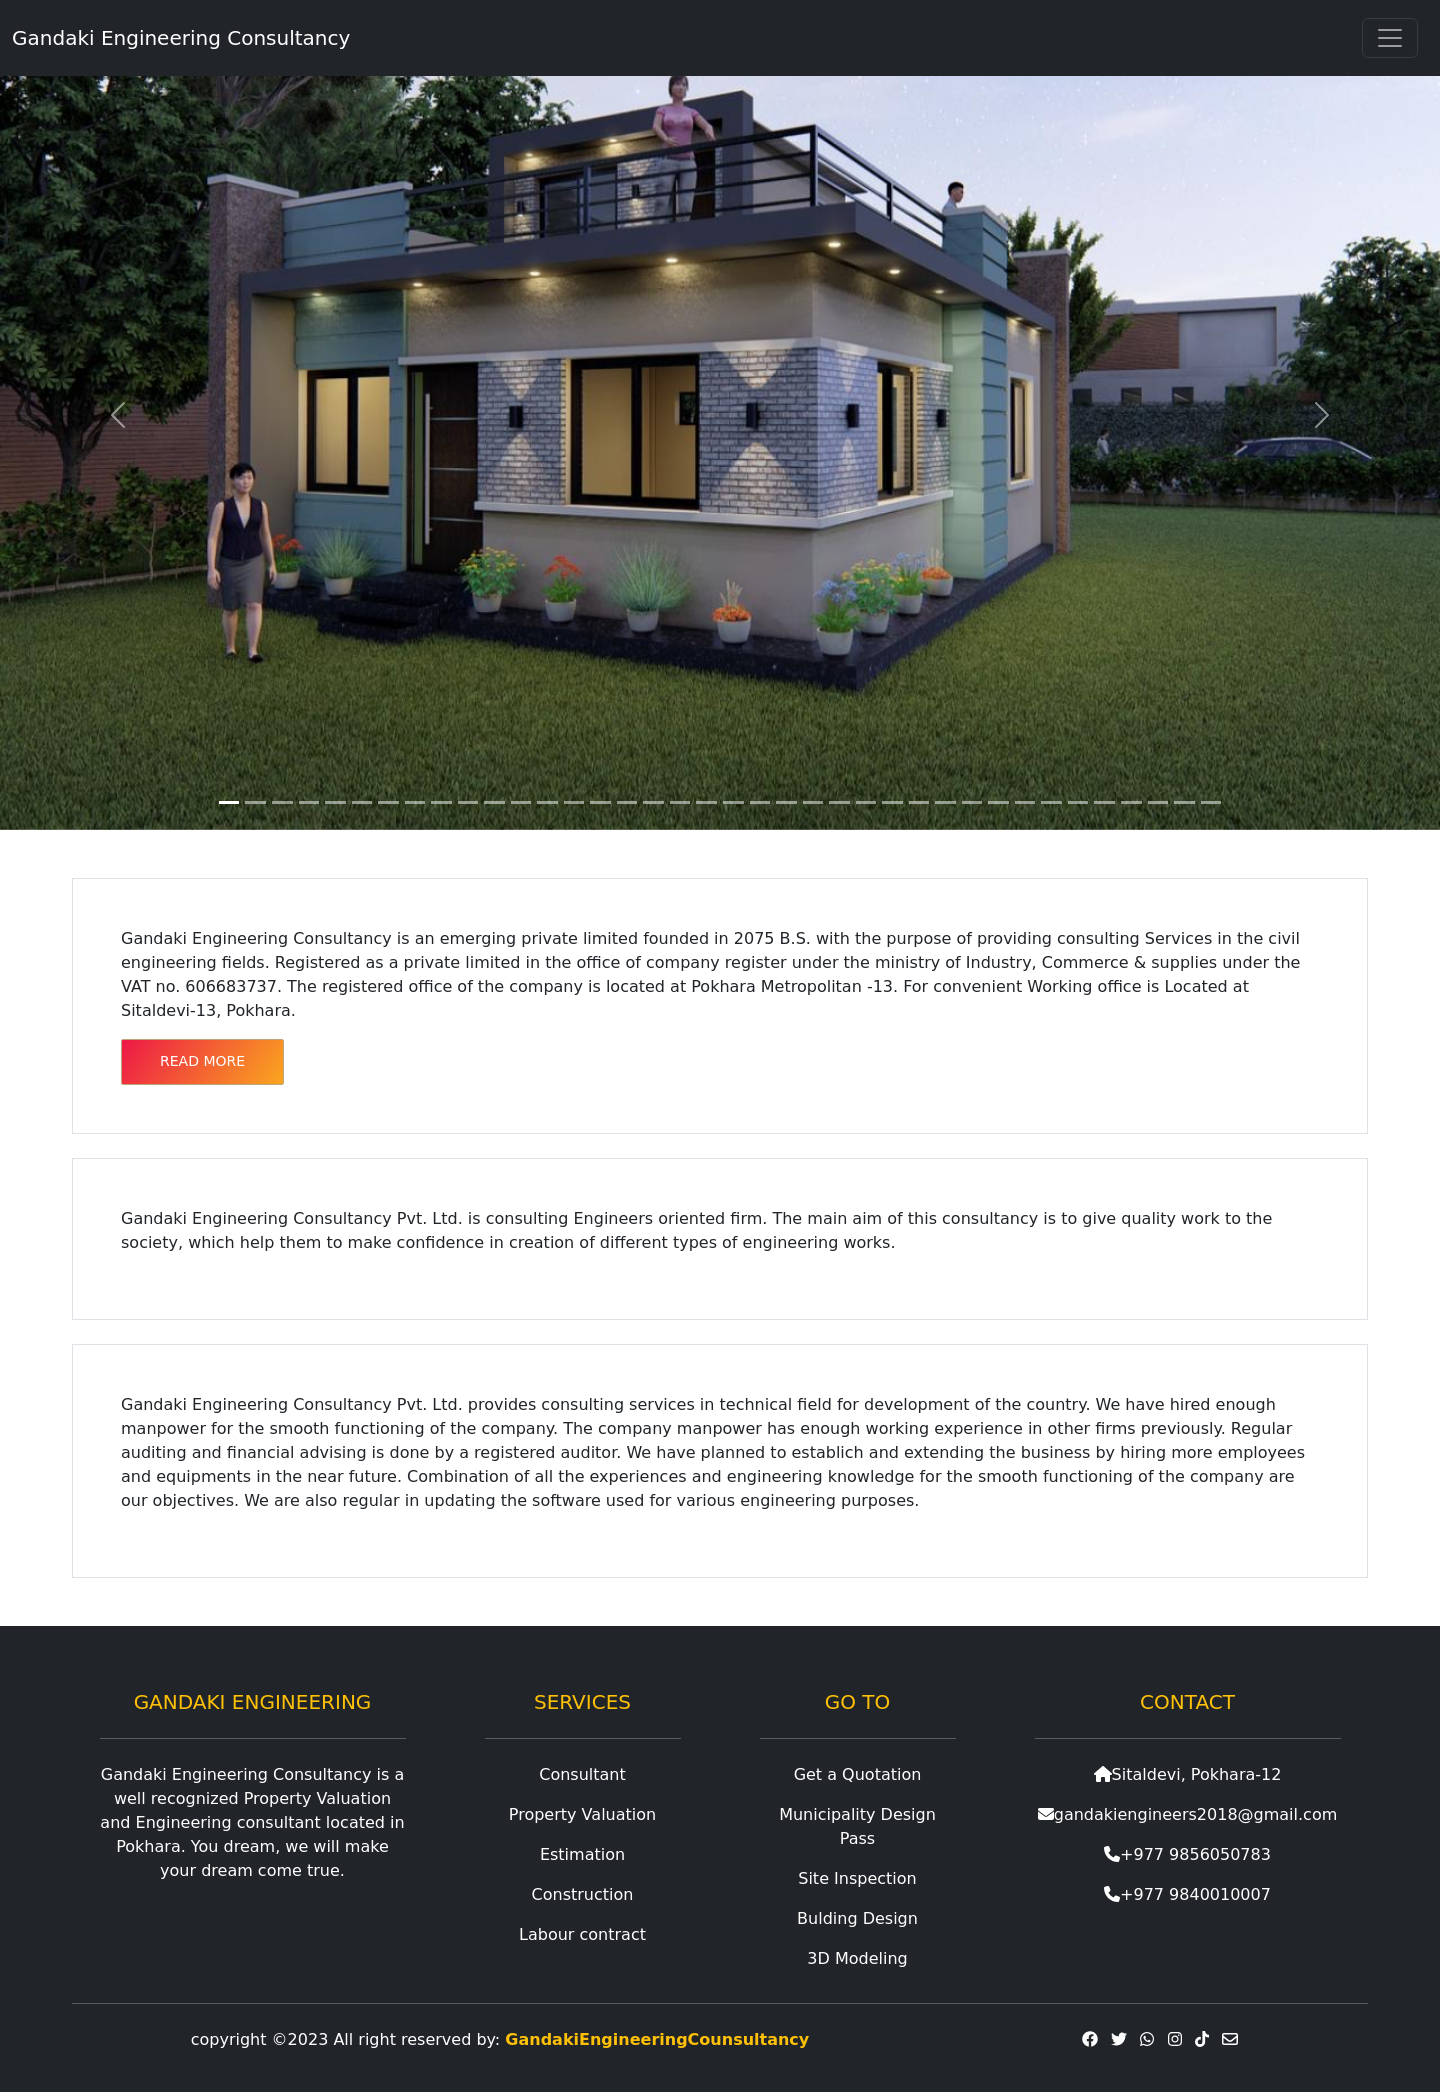 Gandaki Engineering Consultancy
Gandaki Engineering Consultancy is an emerging private limited founded in 2075 B.S. with the purpose of providing consulting Services in the civil
engineering fields. Registered as a private limited in the office of company register under the ministry of Industry, Commerce & supplies under the
VAT no. 606683737. The registered office of the company is located at Pokhara Metropolitan -13. For convenient Working office is Located at
Sitaldevi-13, Pokhara.
READ MORE
Gandaki Engineering Consultancy Pvt. Ltd. is consulting Engineers oriented firm. The main aim of this consultancy is to give quality work to the
society, which help them to make confidence in creation of different types of engineering works.
Gandaki Engineering Consultancy Pvt. Ltd. provides consulting services in technical field for development of the country. We have hired enough
manpower for the smooth functioning of the company. The company manpower has enough working experience in other firms previously. Regular
auditing and financial advising is done by a registered auditor. We have planned to establich and extending the business by hiring more employees
and equipments in the near future. Combination of all the experiences and engineering knowledge for the smooth functioning of the company are
our objectives. We are also regular in updating the software used for various engineering purposes.
GANDAKI ENGINEERING
Gandaki Engineering Consultancy is a
well recognized Property Valuation
and Engineering consultant located in
Pokhara. You dream, we will make
your dream come true.
SERVICES
Consultant
Property Valuation
Estimation
Construction
Labour contract
GO TO
Get a Quotation
Municipality Design
Pass
Site Inspection
Bulding Design
3D Modeling
CONTACT
Sitaldevi, Pokhara-12
gandakiengineers2018@gmail.com
+977 9856050783
+977 9840010007
copyright ©2023 All right reserved by: GandakiEngineeringCounsultancy